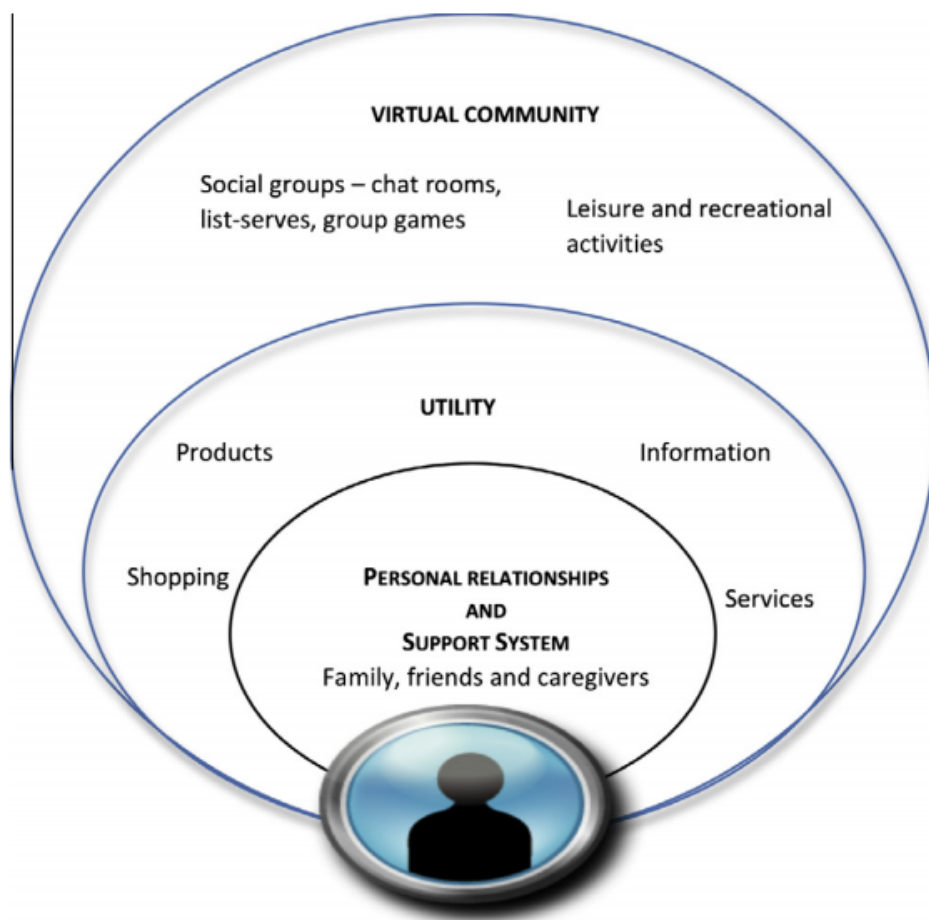 VIRTUAL COMMUNITY
Social groups – chat rooms,
list-serves, group games
Leisure and recreational
activities
UTILITY
Products
Information
Shopping
Services
PERSONAL RELATIONSHIPS
AND
SUPPORT SYSTEM
Family, friends and caregivers